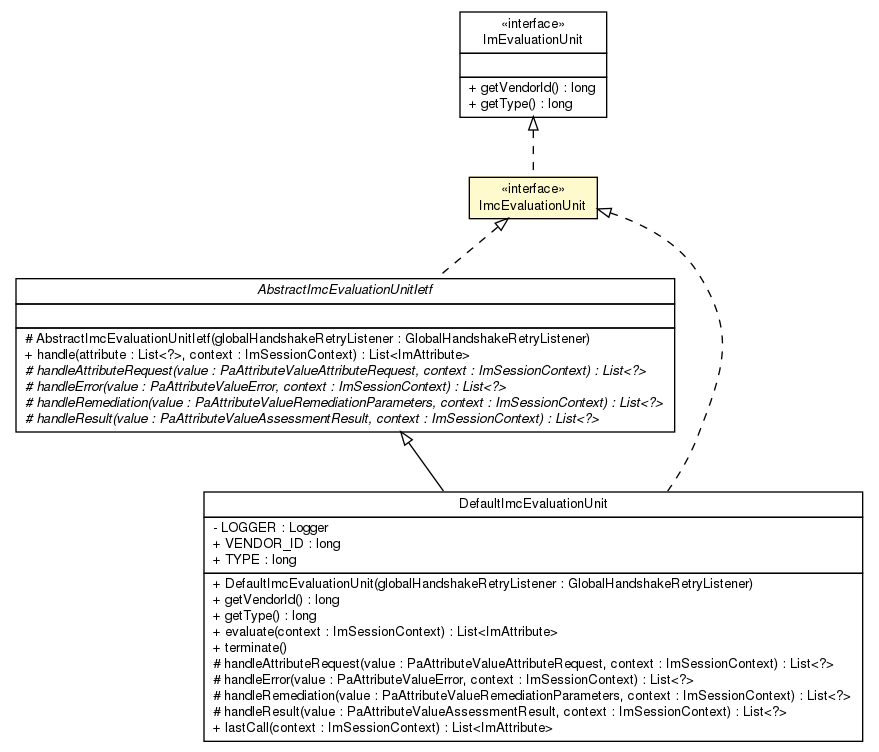 «interface»
ImEvaluationUnit
+ getVendorId() : long
+ getType() : long
«interface»
ImcEvaluationUnit
AbstractImcEvaluationUnitIetf
# AbstractImcEvaluationUnitIetf(globalHandshakeRetryListener : GlobalHandshakeRetryListener)
+ handle(attribute : List<?>, context : ImSessionContext) : List<ImAttribute>
# handleAttributeRequest(value : PaAttributeValueAttributeRequest, context : ImSessionContext) : List<?>
# handleError(value : PaAttributeValueError, context : ImSessionContext) : List<?>
# handleRemediation(value : PaAttributeValueRemediationParameters, context : ImSessionContext) : List<?>
# handleResult(value : PaAttributeValueAssessmentResult, context : ImSessionContext) : List<?>
DefaultImcEvaluationUnit
- LOGGER : Logger
+ VENDOR_ID : long
+ TYPE : long
+ DefaultImcEvaluationUnit(globalHandshakeRetryListener : GlobalHandshakeRetryListener)
+ getVendorId() : long
+ getType() : long
+ evaluate(context : ImSessionContext) : List<ImAttribute>
+ terminate()
# handleAttributeRequest(value : PaAttributeValueAttributeRequest, context : ImSessionContext) : List<?>
# handleError(value : PaAttributeValueError, context : ImSessionContext) : List<?>
# handleRemediation(value : PaAttributeValueRemediationParameters, context : ImSessionContext) : List<?>
# handleResult(value : PaAttributeValueAssessmentResult, context : ImSessionContext) : List<?>
+ lastCall(context : ImSessionContext) : List<ImAttribute>